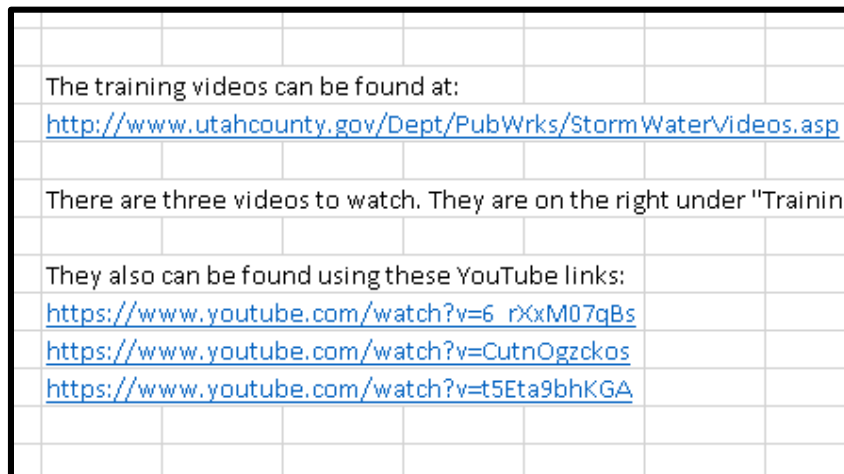 The training videos can be found at:
http://www.utahcounty.gov/Dept/PubWrks/StormWaterVideos.asp
There are three videos to watch. They are on the right under "Trainin
They also can be found using these YouTube links:
https://www.youtube.com/watch?v=6_rXxM07qBs
https://www.youtube.com/watch?v=CutnOgzckos
https://www.youtube.com/watch?v=t5Eta9bhKGA